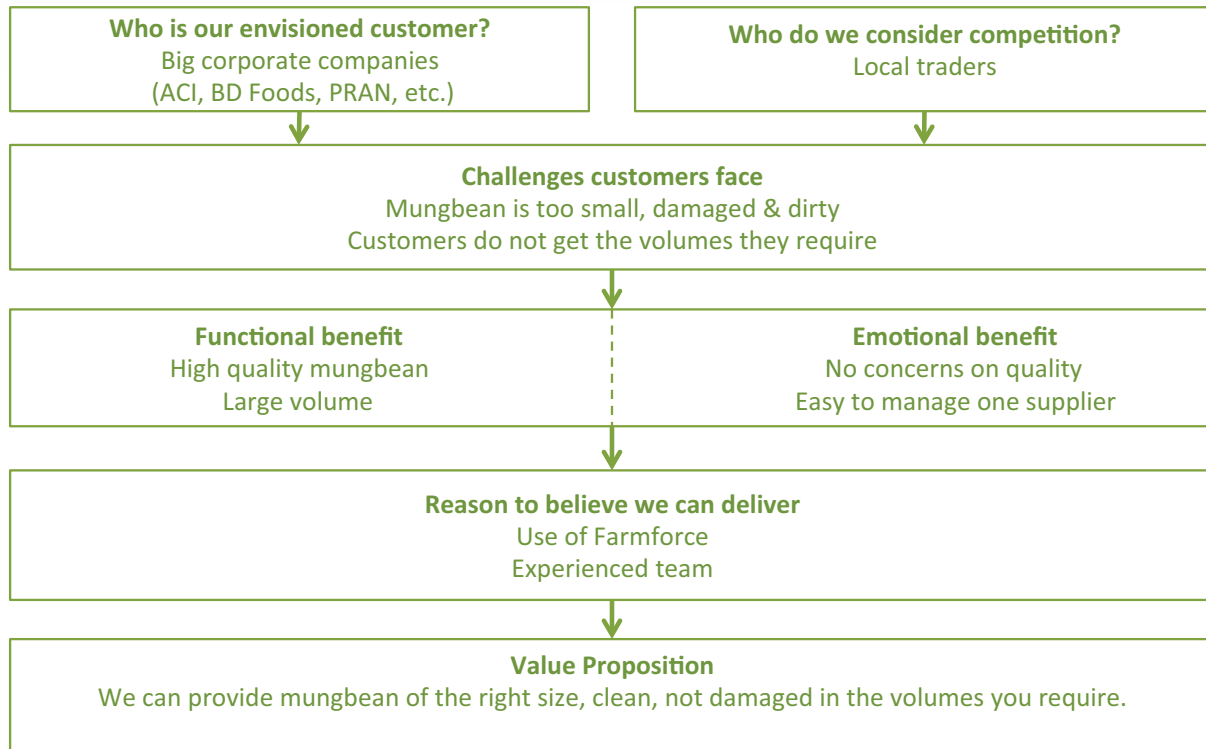 Who is our envisioned customer?
Big corporate companies
(ACI, BD Foods, PRAN, etc.)
Who do we consider competition?
Local traders
Challenges customers face
Mungbean is too small, damaged & dirty
Customers do not get the volumes they require
Functional benefit
High quality mungbean
Large volume
Emotional benefit
No concerns on quality
Easy to manage one supplier
Reason to believe we can deliver
Use of Farmforce
Experienced team
Value Proposition
We can provide mungbean of the right size, clean, not damaged in the volumes you require.